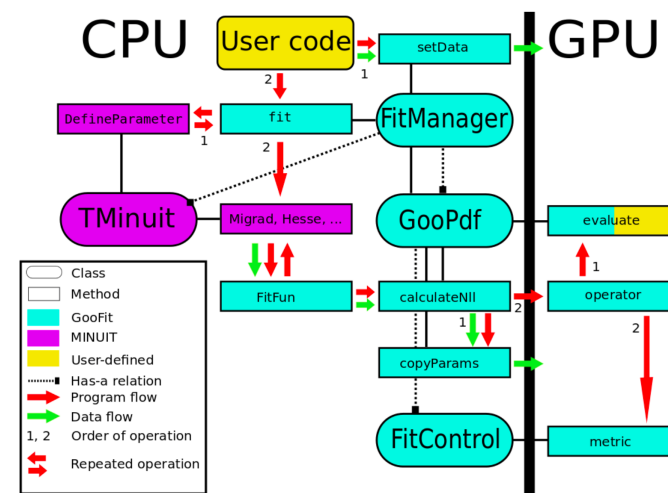 CPU
GPU
User code
setData
1
2
DefineParameter
fit
FitManager
1
2
TMinuit
Migrad, Hesse, ...
GooPdf
evaluate
1
FitFun
calculateNll
2
operator
1
2
copyParams
FitControl
metric
Class
Method
GooFit
MINUIT
User-defined
Has-a relation
Program flow
Data flow
1, 2 Order of operation
Repeated operation